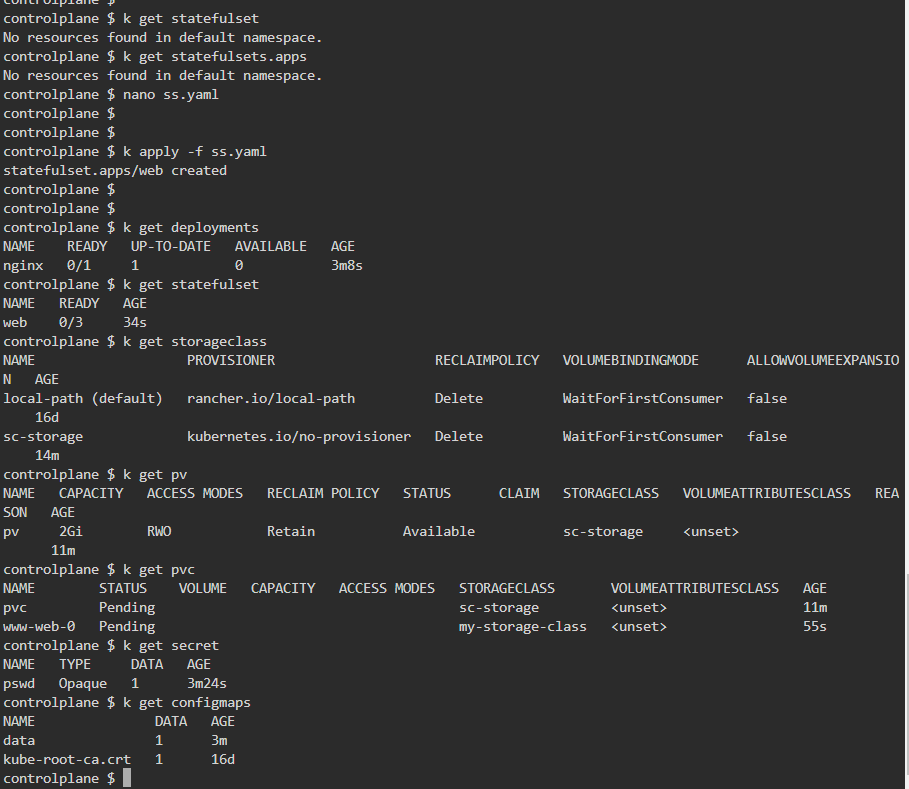 controlplane $
controlplane $ k get statefulset
No resources found in default namespace.
controlplane $ k get statefulsets.apps
No resources found in default namespace.
controlplane $ nano ss.yaml
controlplane $
controlplane $
controlplane $ k apply -f ss.yaml
statefulset.apps/web created
controlplane $
controlplane $
controlplane $ k get deployments
NAME    READY   UP-TO-DATE   AVAILABLE   AGE
nginx   0/1     1            0           3m8s
controlplane $ k get statefulset
NAME   READY   AGE
web    0/3     34s
controlplane $ k get storageclass
NAME                   PROVISIONER                    RECLAIMPOLICY   VOLUMEBINDINGMODE      ALLOWVOLUMEEXPANSIO
N   AGE
local-path (default)   rancher.io/local-path          Delete          WaitForFirstConsumer   false
    16d
sc-storage             kubernetes.io/no-provisioner   Delete          WaitForFirstConsumer   false
    14m
controlplane $ k get pv
NAME   CAPACITY   ACCESS MODES   RECLAIM POLICY   STATUS      CLAIM   STORAGECLASS   VOLUMEATTRIBUTESCLASS   REA
SON   AGE
pv     2Gi        RWO            Retain           Available           sc-storage     <unset>
      11m
controlplane $ k get pvc
NAME        STATUS    VOLUME   CAPACITY   ACCESS MODES   STORAGECLASS       VOLUMEATTRIBUTESCLASS   AGE
pvc         Pending                                      sc-storage         <unset>                 11m
www-web-0   Pending                                      my-storage-class   <unset>                 55s
controlplane $ k get secret
NAME   TYPE     DATA   AGE
pswd   Opaque   1      3m24s
controlplane $ k get configmaps
NAME               DATA   AGE
data               1      3m
kube-root-ca.crt   1      16d
controlplane $